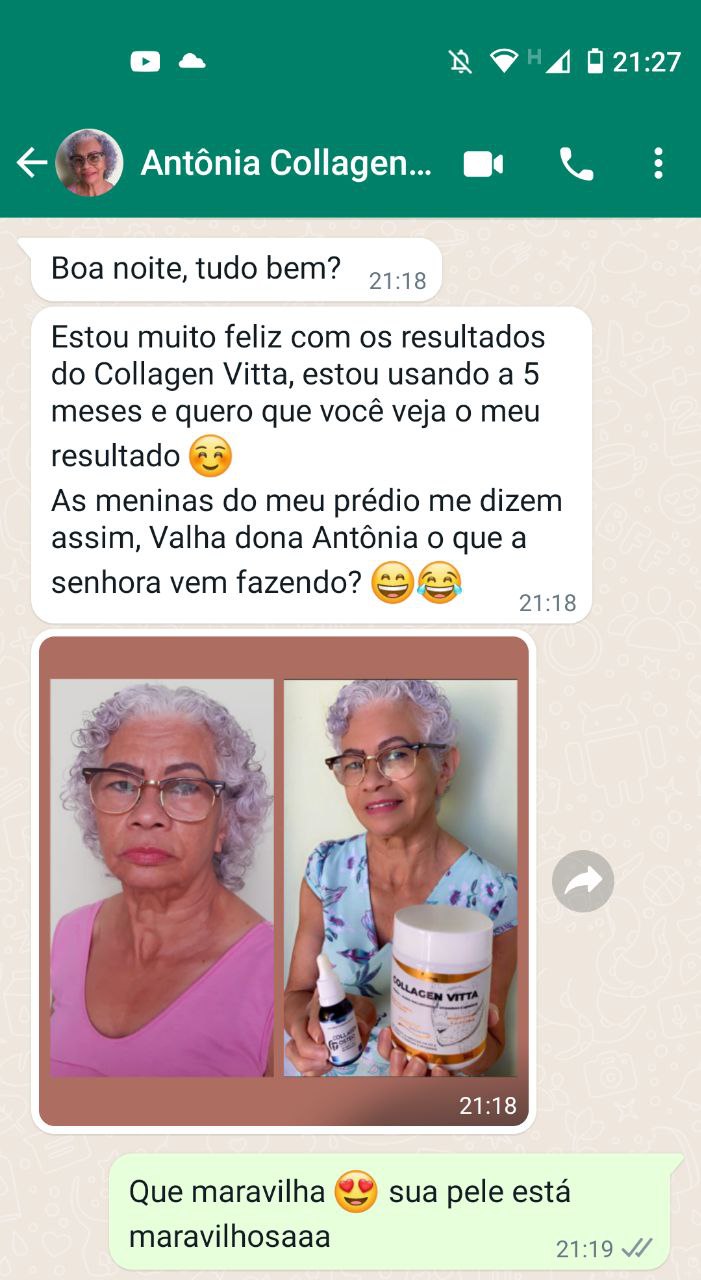 21:27
Antônia Collagen...
Boa noite, tudo bem?
21:18
Estou muito feliz com os resultados
do Collagen Vitta, estou usando a 5
meses e quero que você veja o meu
resultado ☺️
As meninas do meu prédio me dizem
assim, Valha dona Antônia o que a
senhora vem fazendo? 😄😂
21:18
COLLAGEN VITTA
COLLAGEN
21:18
Que maravilha 😍 sua pele está
maravilhosaaa
21:19